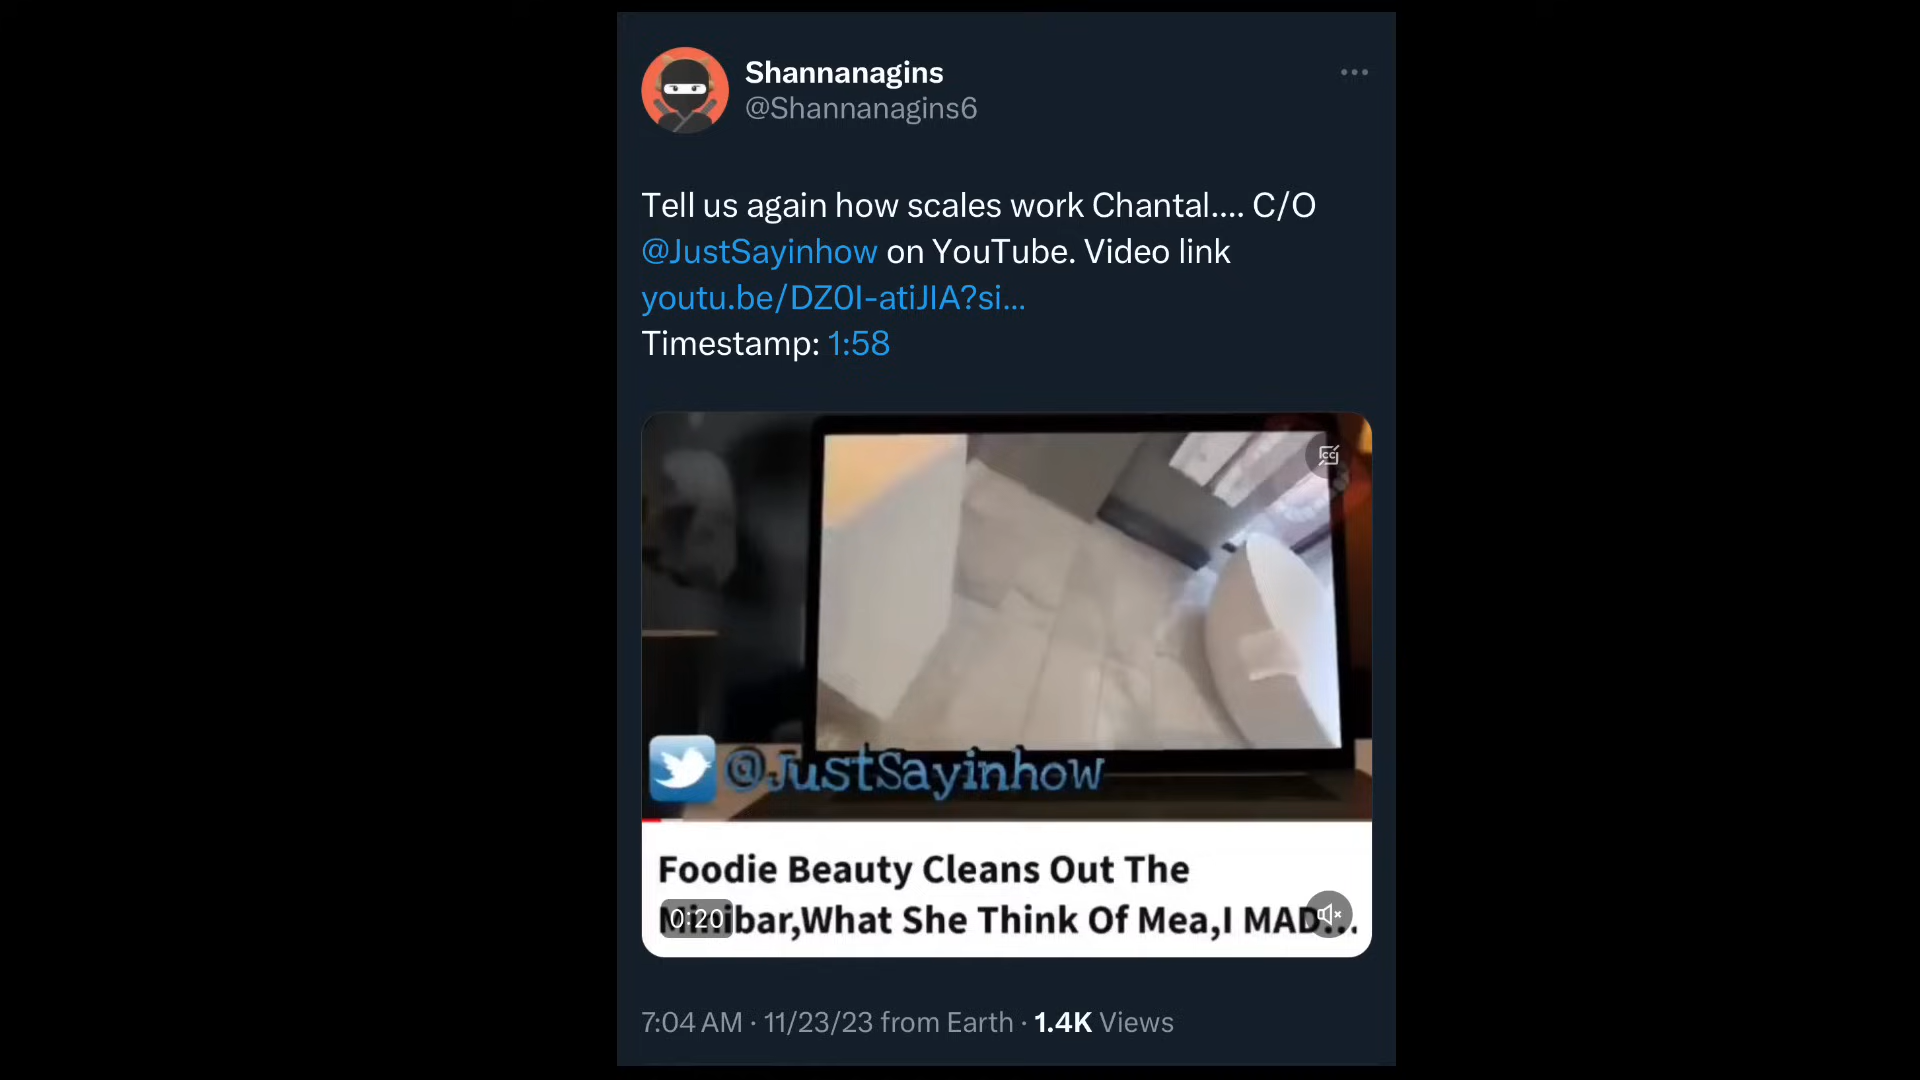 Shannanagins
@Shannanagins6
Tell us again how scales work Chantal.... C/O
@JustSayinhow on YouTube. Video link
youtu.be/DZ0I-atiJIA?si...
Timestamp: 1:58
CC
@JustSayinhow
Foodie Beauty Cleans Out The
Minibar,What She Think Of Mea,I MAD...
0:20
7:04 AM · 11/23/23 from Earth · 1.4K Views